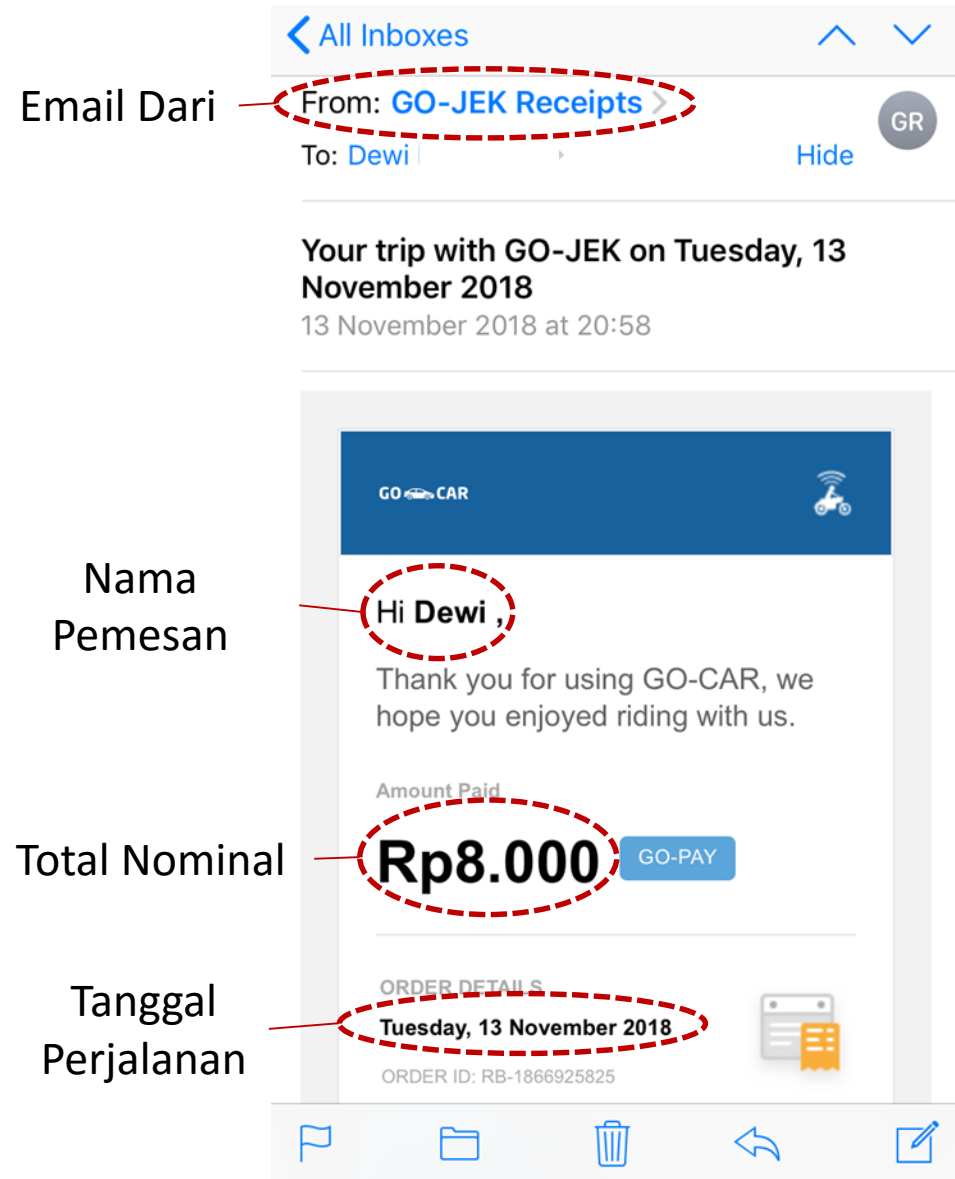 All Inboxes
Email Dari
From: GO-JEK Receipts
GR
To: Dewi
Hide
Your trip with GO-JEK on Tuesday, 13
November 2018
13 November 2018 at 20:58
GO CAR
Nama
Pemesan
Hi Dewi ,
Thank you for using GO-CAR, we
hope you enjoyed riding with us.
Amount Paid
Total Nominal
Rp8.000
GO-PAY
ORDER DETAILS
Tanggal
Perjalanan
Tuesday, 13 November 2018
ORDER ID: RB-1866925825